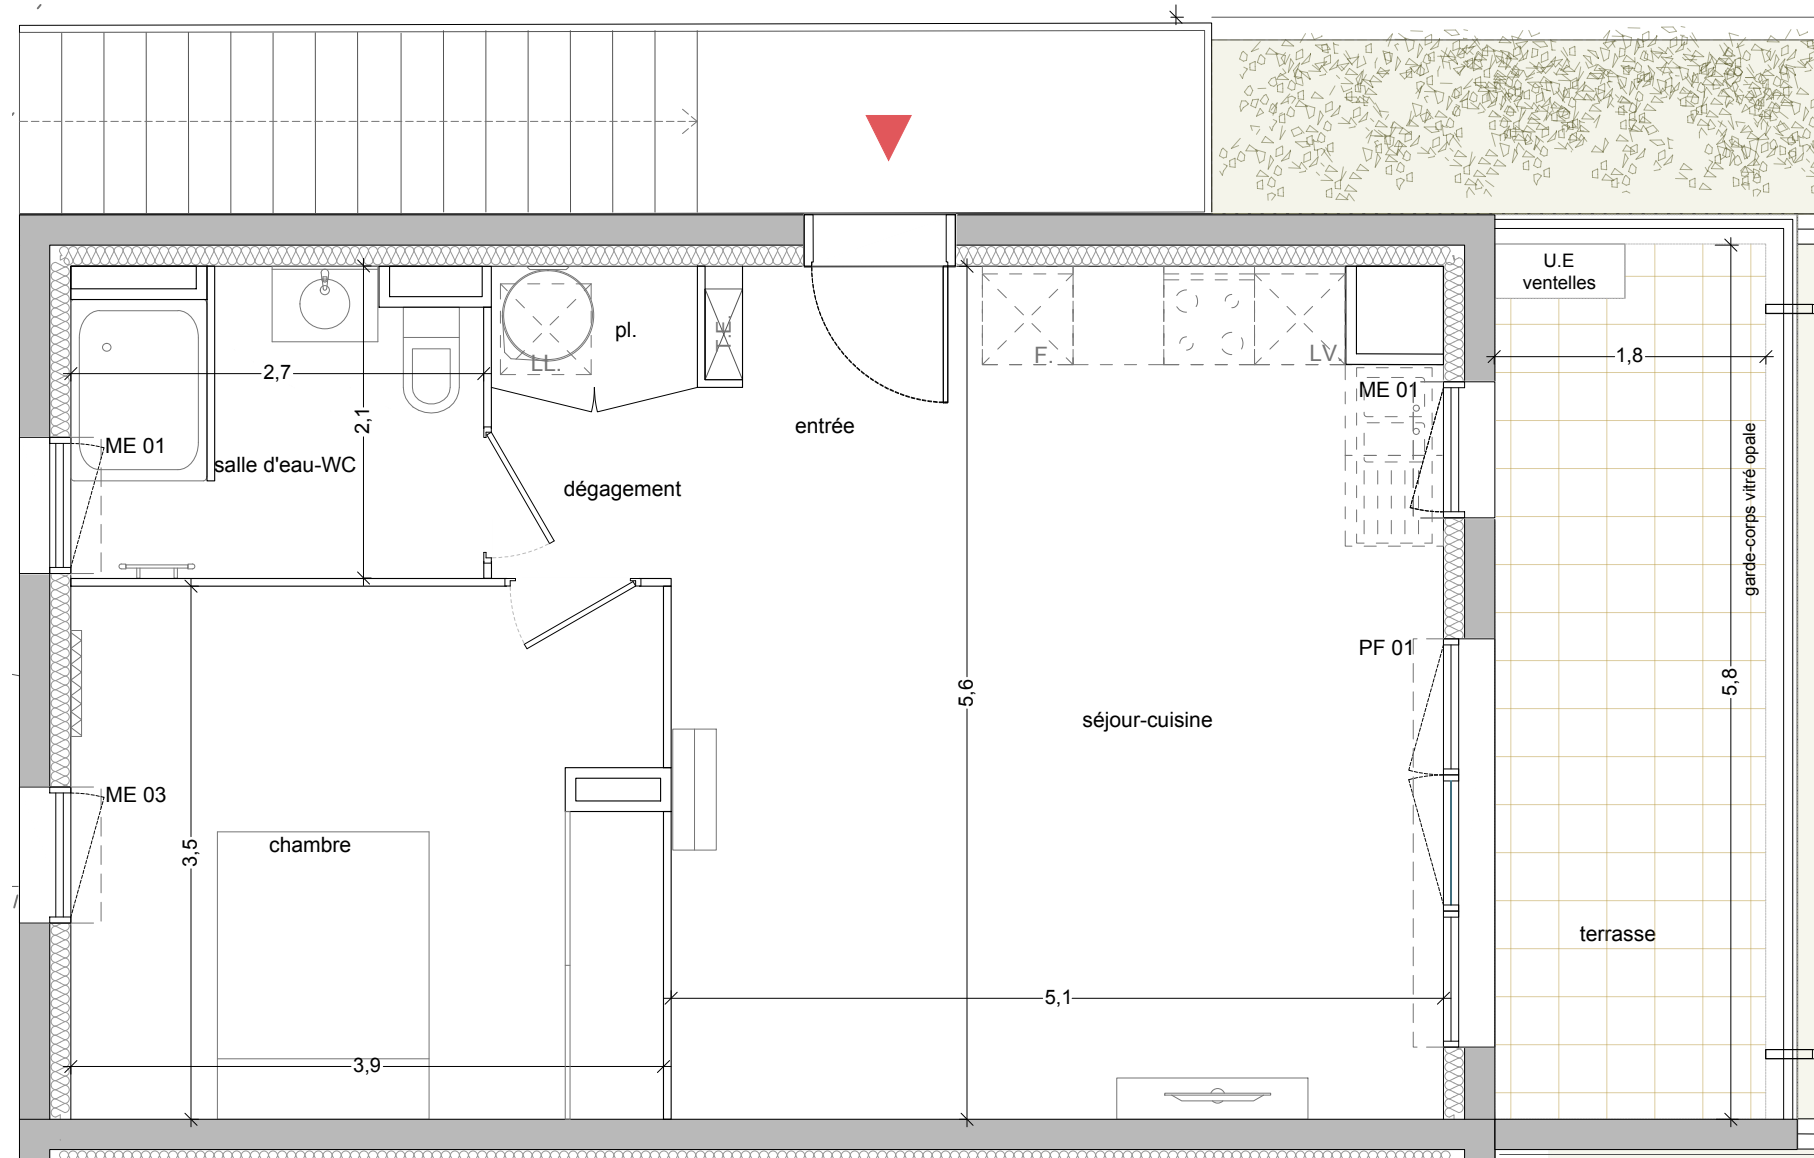 U.E
ventelles
pl.
T.E.
LL.
F.
LV.
1,8
2,7
2,1
ME 01
ME 01
entrée
salle d'eau-WC
dégagement
garde-corps vitré opale
PF 01
5,6
5,8
séjour-cuisine
ME 03
chambre
3,5
terrasse
5,1
3,9